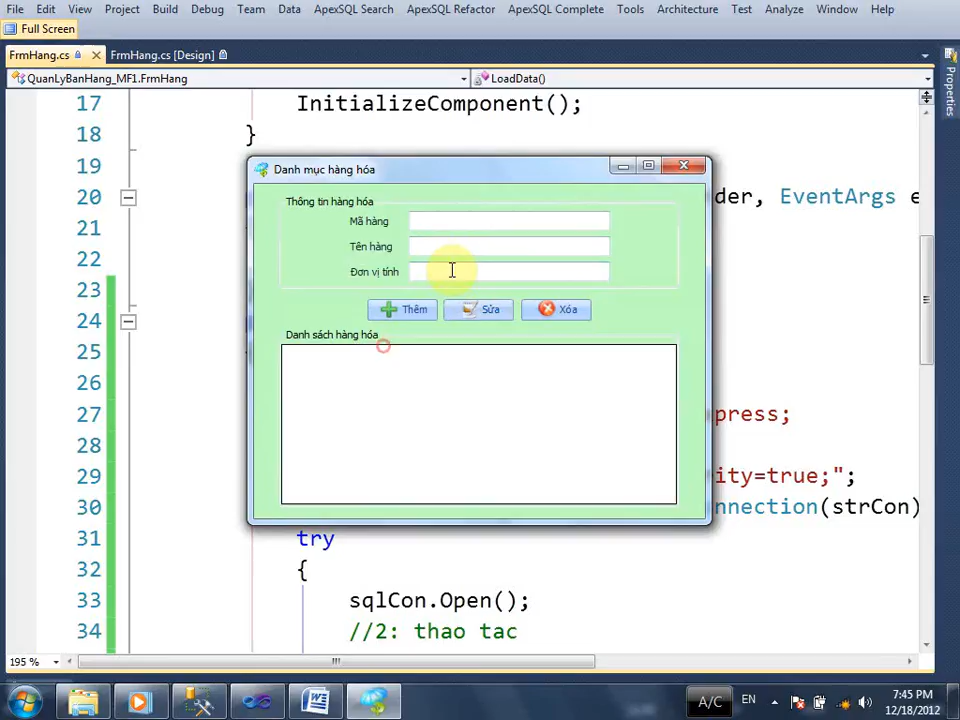 File Edit View Project Build Debug Team Data ApexSQL Search ApexSQL Refactor ApexSQL Complete Tools Architecture Test Analyze Window Help
Full Screen
FrmHang.cs FrmHang.cs [Design]
Properties
QuanLyBanHang_MF1.FrmHang LoadData()
17 InitializeComponent();
18 }
19
20 der, EventArgs e
21
22
23
24
25
26
27 press;
28
29 ity=true;";
30 nnection(strCon)
31 try
32 {
33 sqlCon.Open();
34 //2: thao tac
Danh mục hàng hóa
Thông tin hàng hóa
Mã hàng
Tên hàng
Đơn vị tính
Thêm Sửa Xóa
Danh sách hàng hóa
195 %
A/C EN 7:45 PM
12/18/2012